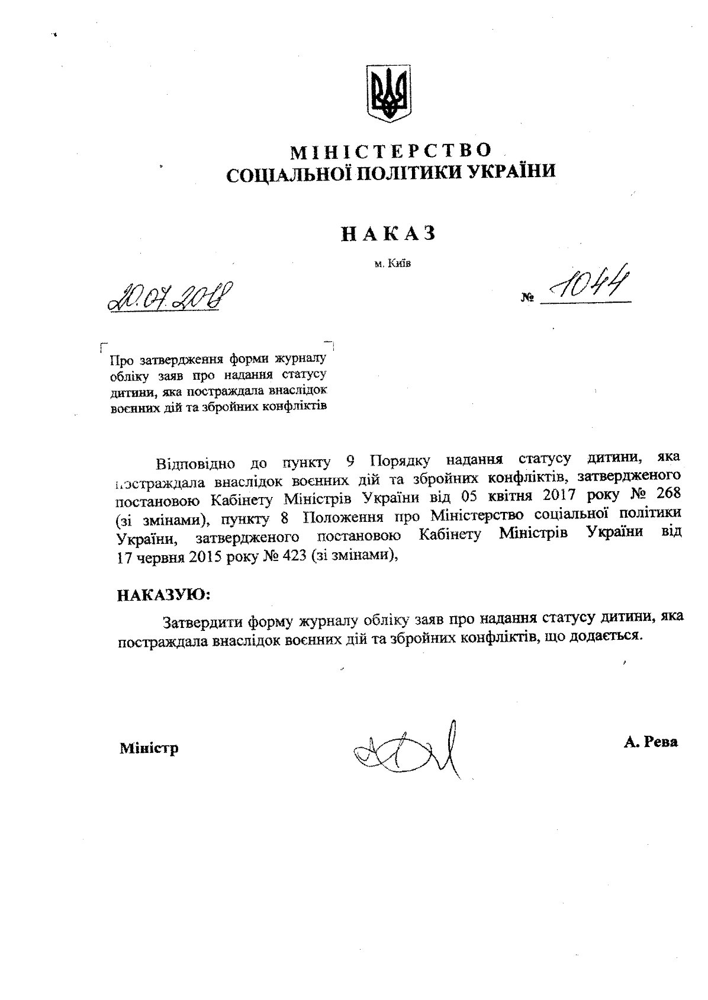 МІНІСТЕРСТВО
СОЦІАЛЬНОЇ ПОЛІТИКИ УКРАЇНИ
НАКАЗ
м. Київ
20.07.2018
№ 1044
Про затвердження форми журналу
обліку заяв про надання статусу
дитини, яка постраждала внаслідок
воєнних дій та збройних конфліктів
Відповідно до пункту 9 Порядку надання статусу дитини, яка
постраждала внаслідок воєнних дій та збройних конфліктів, затвердженого
постановою Кабінету Міністрів України від 05 квітня 2017 року № 268
(зі змінами), пункту 8 Положення про Міністерство соціальної політики
України, затвердженого постановою Кабінету Міністрів України від
17 червня 2015 року № 423 (зі змінами),
НАКАЗУЮ:
Затвердити форму журналу обліку заяв про надання статусу дитини, яка
постраждала внаслідок воєнних дій та збройних конфліктів, що додається.
Міністр
А. Рева